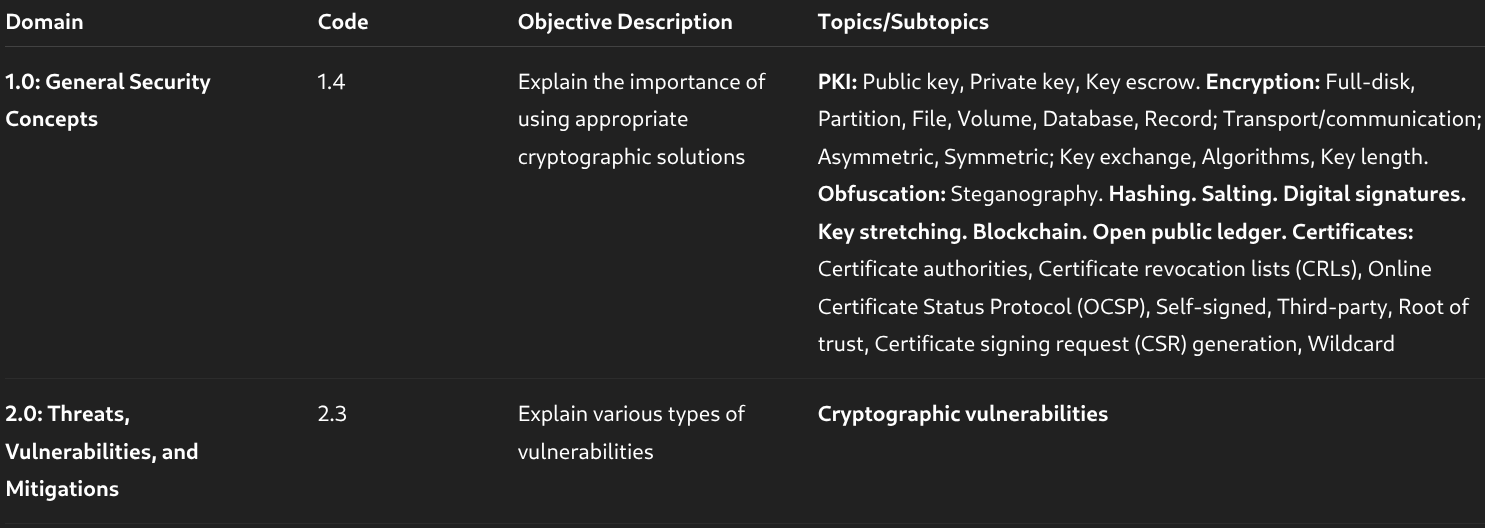 Domain Code Objective Description Topics/Subtopics
1.0: General Security Concepts
1.4
Explain the importance of
using appropriate
cryptographic solutions
PKI: Public key, Private key, Key escrow. Encryption: Full-disk,
Partition, File, Volume, Database, Record; Transport/communication;
Asymmetric, Symmetric; Key exchange, Algorithms, Key length.
Obfuscation: Steganography. Hashing. Salting. Digital signatures.
Key stretching. Blockchain. Open public ledger. Certificates:
Certificate authorities, Certificate revocation lists (CRLs), Online
Certificate Status Protocol (OCSP), Self-signed, Third-party, Root of
trust, Certificate signing request (CSR) generation, Wildcard
2.0: Threats,
Vulnerabilities, and
Mitigations
2.3
Explain various types of
vulnerabilities
Cryptographic vulnerabilities